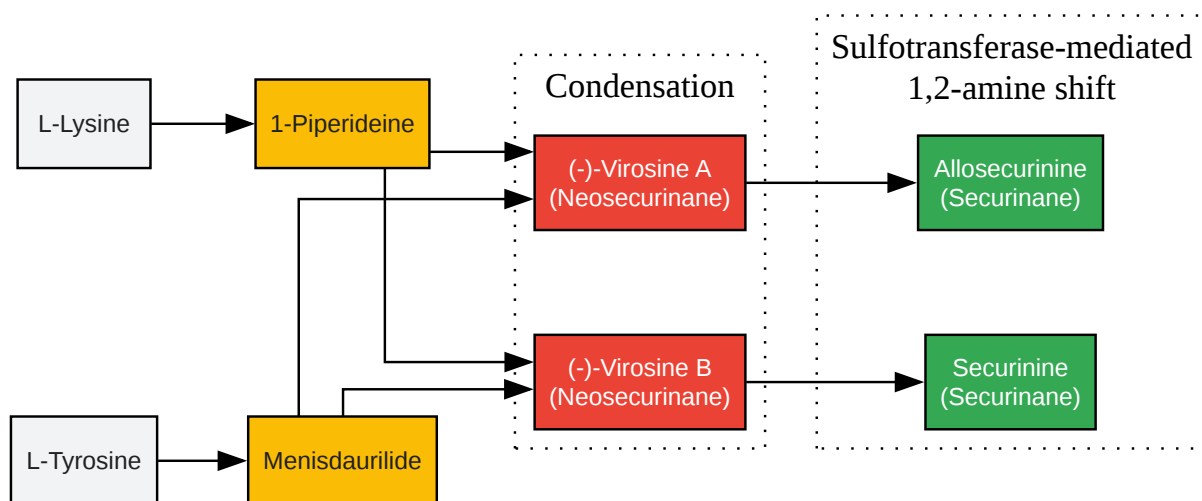 Sulfotransferase-mediated
1,2-amine shift
Condensation
L-Lysine
1-Piperideine
(-)-Virosine A
(Neosecurinane)
Allosecurinine
(Securinane)
(-)-Virosine B
(Neosecurinane)
Securinine
(Securinane)
L-Tyrosine
Menisdaurilide